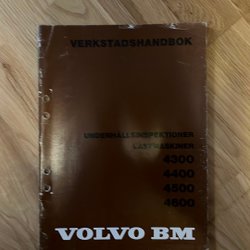 VERKSTADSHANDBOK
UNDERHÅLLSINSPEKTIONER
LASTMASKINER
4300
4400
4500
4600
VOLVO BM